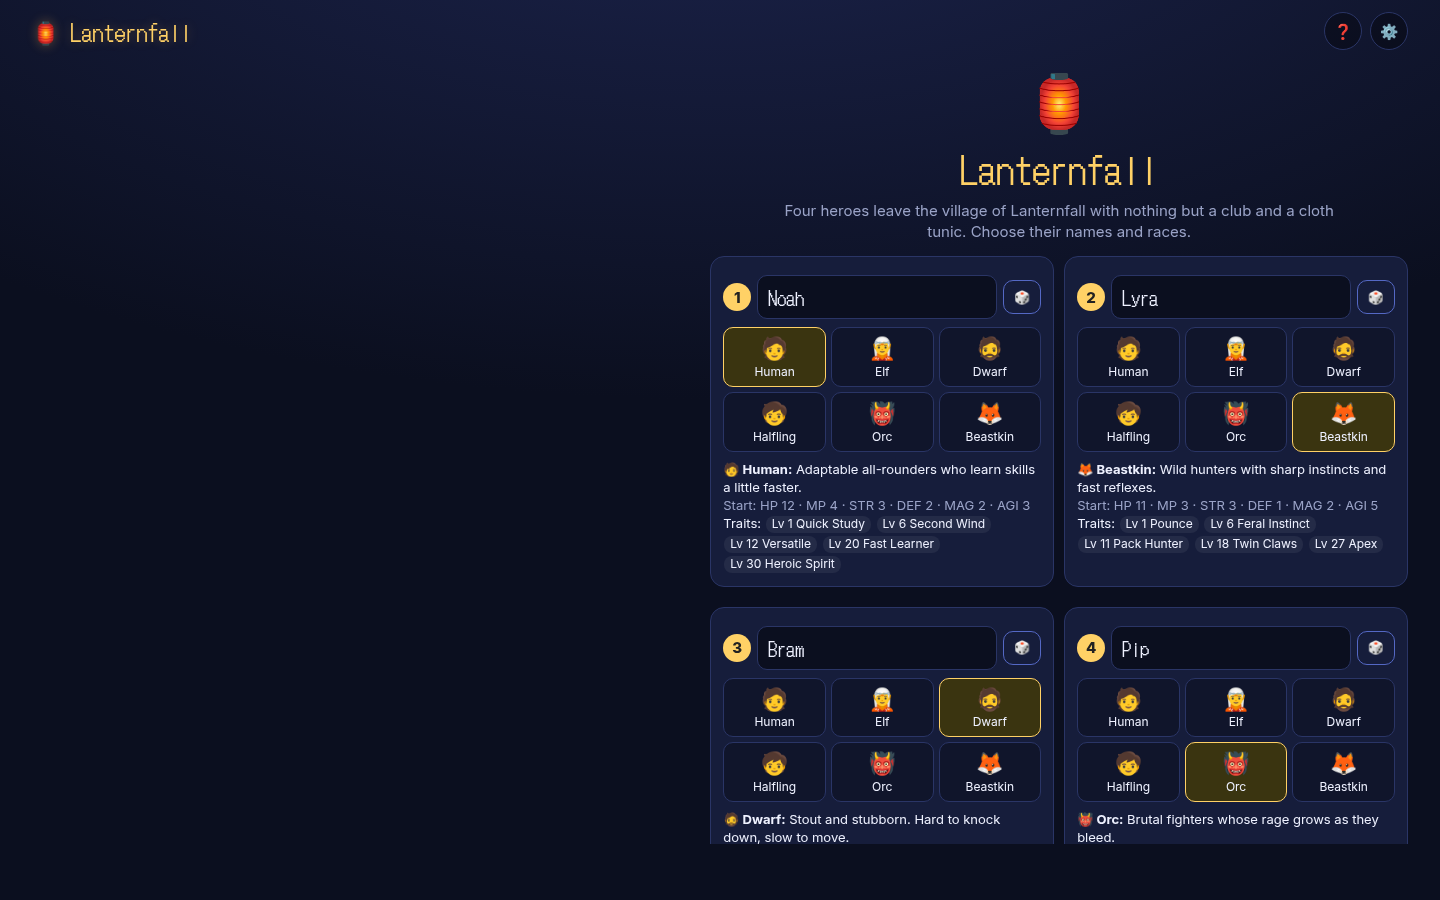 Lanternfall
Lanternfall
Four heroes leave the village of Lanternfall with nothing but a club and a cloth
tunic. Choose their names and races.
1 Noah
Human Elf Dwarf
Halfling Orc Beastkin
Human: Adaptable all-rounders who learn skills
a little faster.
Start: HP 12 · MP 4 · STR 3 · DEF 2 · MAG 2 · AGI 3
Traits: Lv 1 Quick Study Lv 6 Second Wind
Lv 12 Versatile Lv 20 Fast Learner
Lv 30 Heroic Spirit
2 Lyra
Human Elf Dwarf
Halfling Orc Beastkin
Beastkin: Wild hunters with sharp instincts and
fast reflexes.
Start: HP 11 · MP 3 · STR 3 · DEF 1 · MAG 2 · AGI 5
Traits: Lv 1 Pounce Lv 6 Feral Instinct
Lv 11 Pack Hunter Lv 18 Twin Claws Lv 27 Apex
3 Bram
Human Elf Dwarf
Halfling Orc Beastkin
Dwarf: Stout and stubborn. Hard to knock
down, slow to move.
4 Pip
Human Elf Dwarf
Halfling Orc Beastkin
Orc: Brutal fighters whose rage grows as they
bleed.